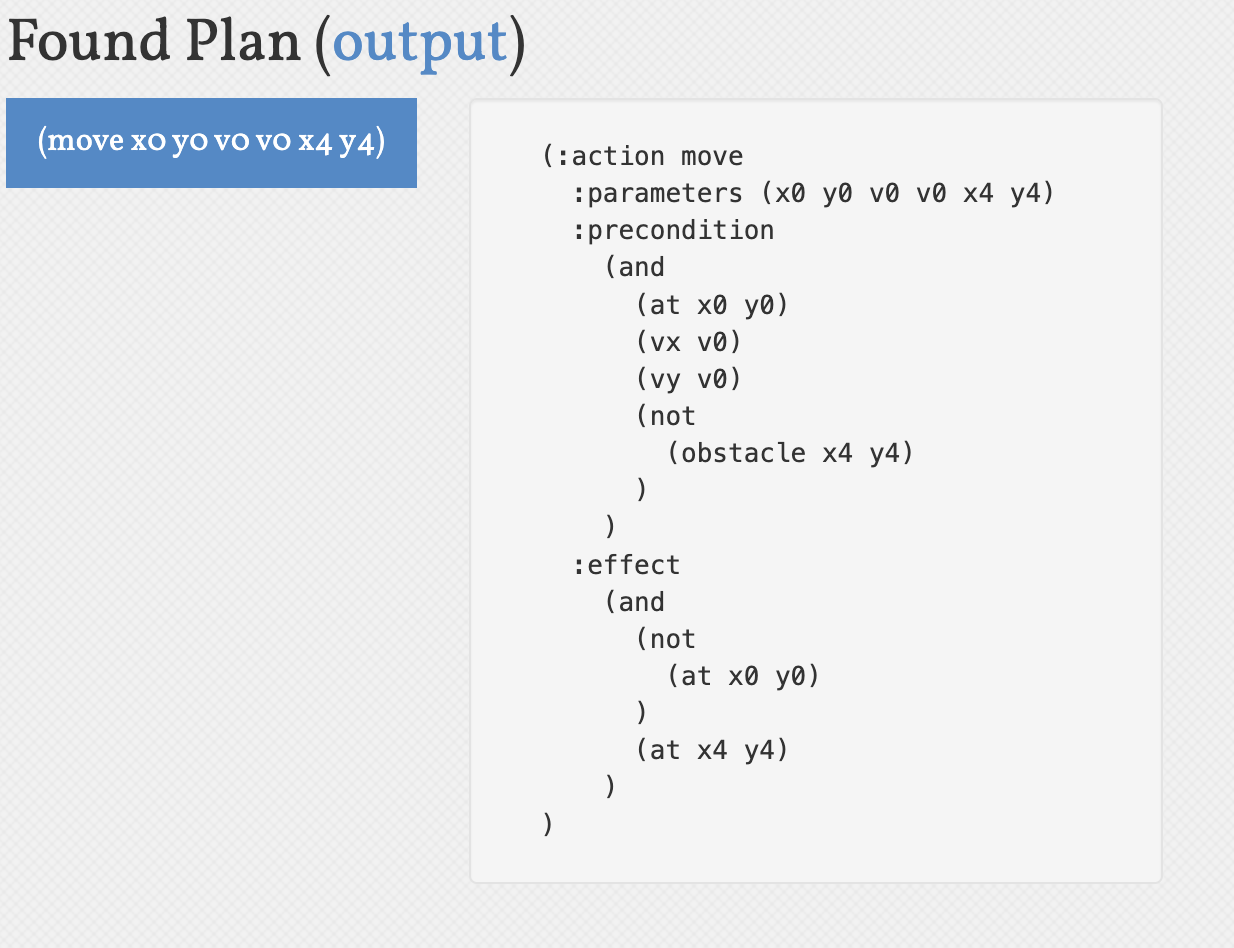 Found Plan (output)
(move x0 y0 v0 v0 x4 y4)
(:action move
  :parameters (x0 y0 v0 v0 x4 y4)
  :precondition
    (and
      (at x0 y0)
      (vx v0)
      (vy v0)
      (not
        (obstacle x4 y4)
      )
    )
  :effect
    (and
      (not
        (at x0 y0)
      )
      (at x4 y4)
    )
)